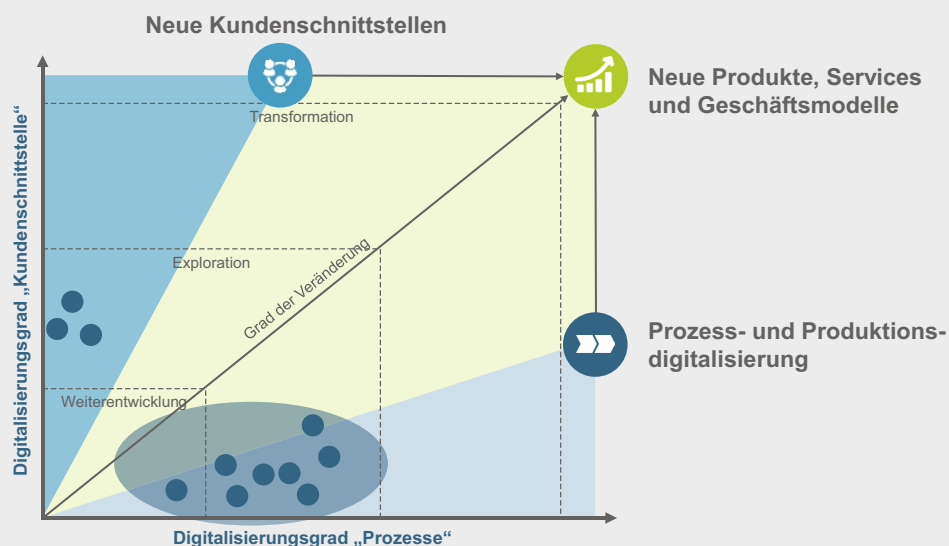 Neue Kundenschnittstellen
Neue Produkte, Services
und Geschäftsmodelle
Transformation
Digitalisierungsgrad „Kundenschnittstelle“
Exploration
Grad der Veränderung
Prozess- und Produktions-
digitalisierung
Weiterentwicklung
Digitalisierungsgrad „Prozesse“